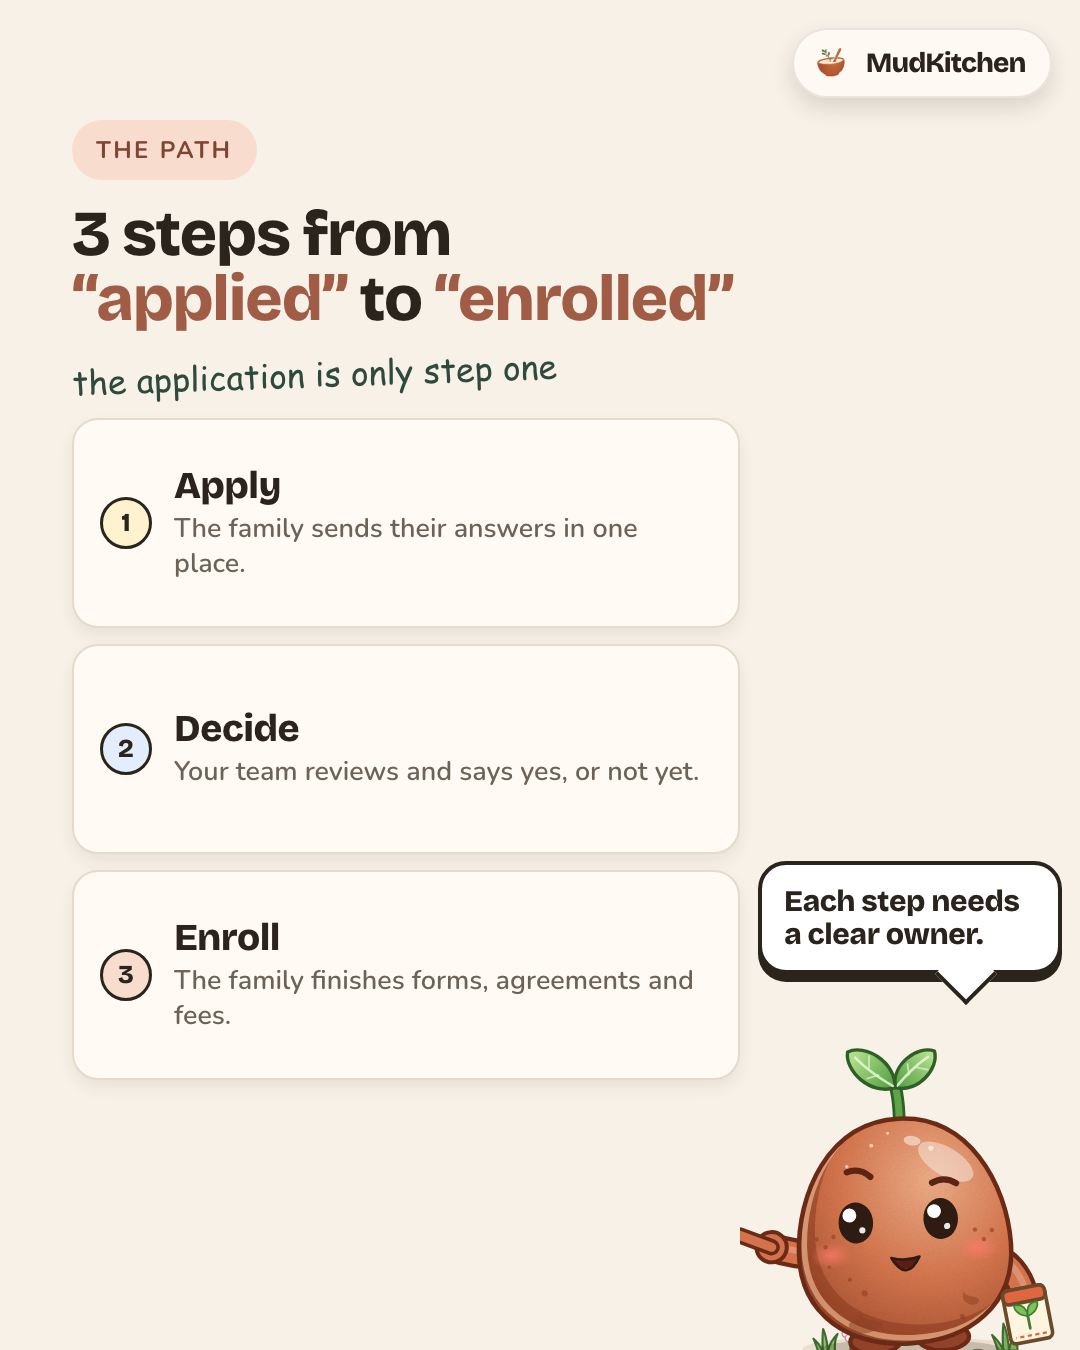 MudKitchen
THE PATH
3 steps from
“applied” to “enrolled”
the application is only step one
1
Apply
The family sends their answers in one
place.
2
Decide
Your team reviews and says yes, or not yet.
3
Enroll
The family finishes forms, agreements and
fees.
Each step needs
a clear owner.